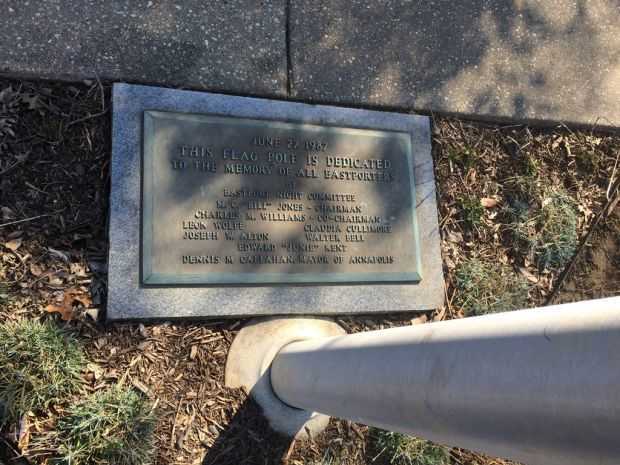 JUNE 27 1987
THIS FLAG POLE IS DEDICATED
TO THE MEMORY OF ALL EASTPORTERS
EASTPORT NIGHT COMMITTEE
M. C. "BILL" JONES - CHAIRMAN
CHARLES M. WILLIAMS - CO-CHAIRMAN
LEON WOLFE CLAUDIA CULLIMORE
JOSEPH W. ALTON WALTER BELL
EDWARD "JUNIE" KENT
DENNIS M. CALLAHAN, MAYOR OF ANNAPOLIS